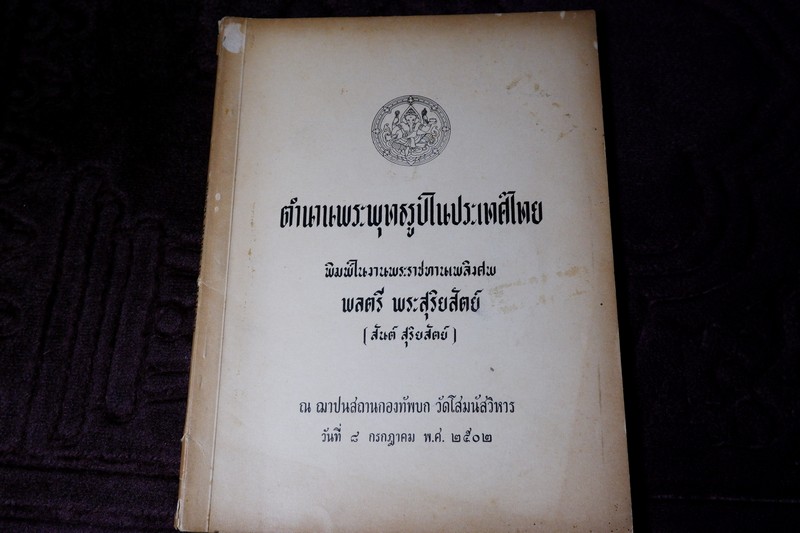 ตำนานพระพุทธรูปในประเทศไทย
พิมพ์ในงานพระราชทานเพลิงศพ
พลตรี พระสุริยสัตย์
( สันต์ สุริยสัตย์ )
ณ ฌาปนสถานกองทัพบก วัดโสมนัสวิหาร
วันที่ ๘ กรกฎาคม พ.ศ. ๒๕๐๒